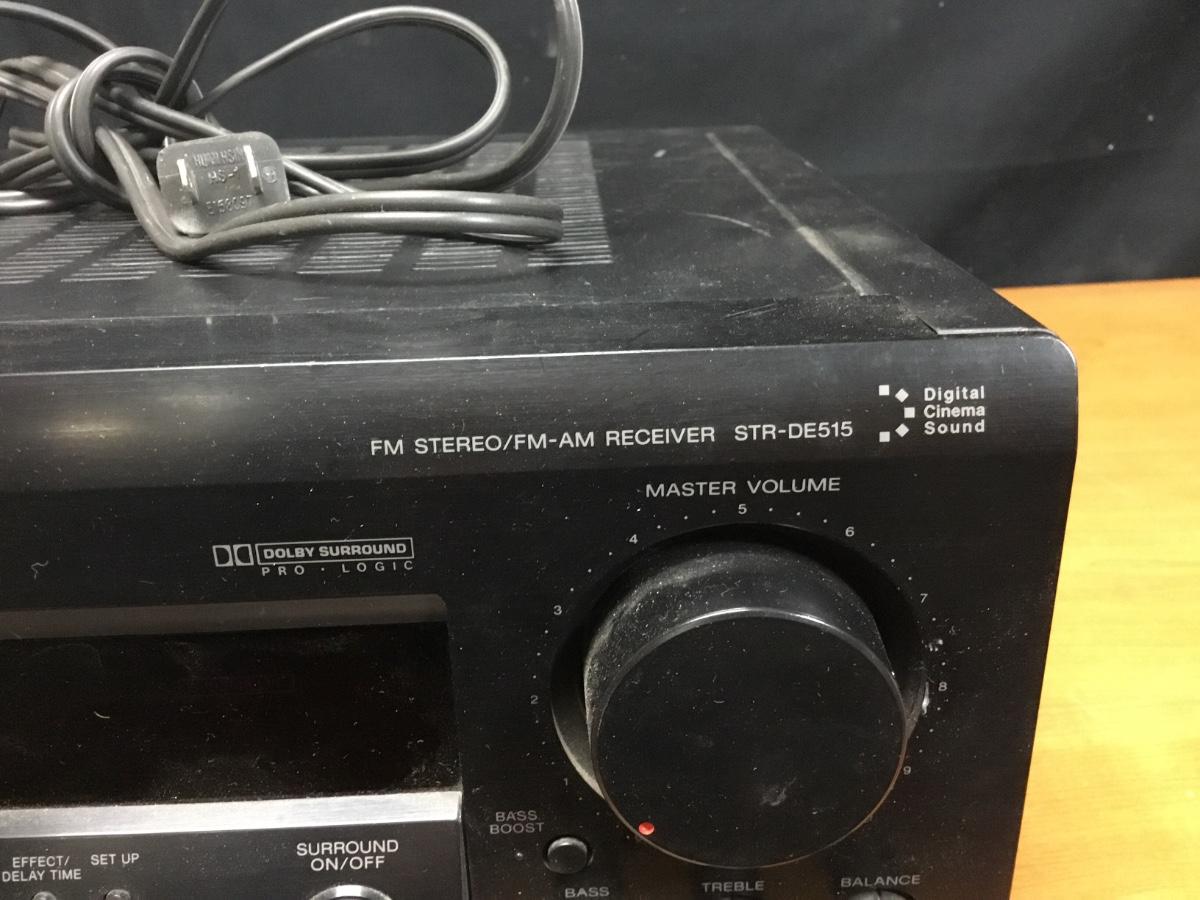 HS-
E158097
Digital
Cinema
Sound
FM STEREO/FM-AM RECEIVER STR-DE515
MASTER VOLUME
1
2
3
4
5
6
7
8
9
DOLBY SURROUND
PRO · LOGIC
BASS
BOOST
SURROUND
ON/OFF
EFFECT/
DELAY TIME
SET UP
BASS
TREBLE
BALANCE